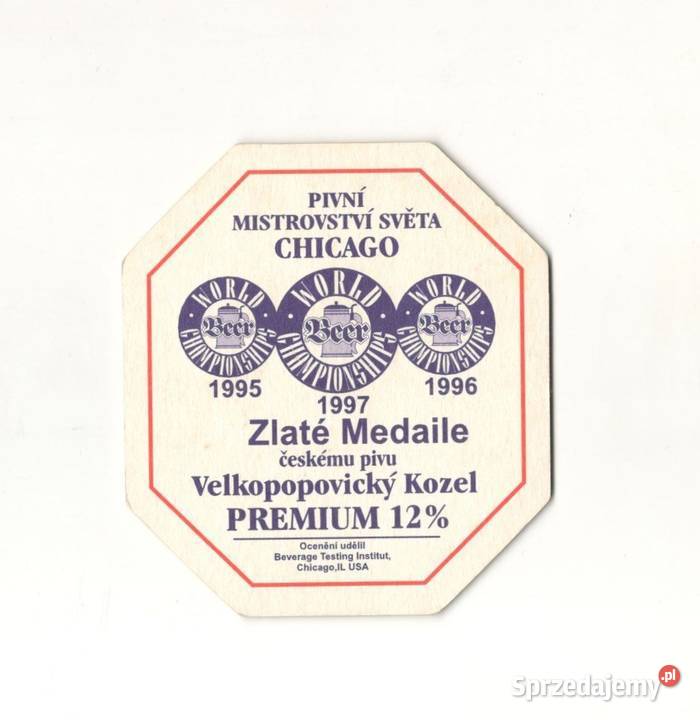 PIVNÍ
MISTROVSTVÍ SVĚTA
CHICAGO
WORLD Beer CHAMPIONSHIPS
WORLD Beer CHAMPIONSHIPS
WORLD Beer CHAMPIONSHIPS
1995
1997
1996
Zlaté Medaile
českému pivu
Velkopopovický Kozel
PREMIUM 12%
Ocenění udělil
Beverage Testing Institut,
Chicago,IL USA
Sprzedajemy.pl